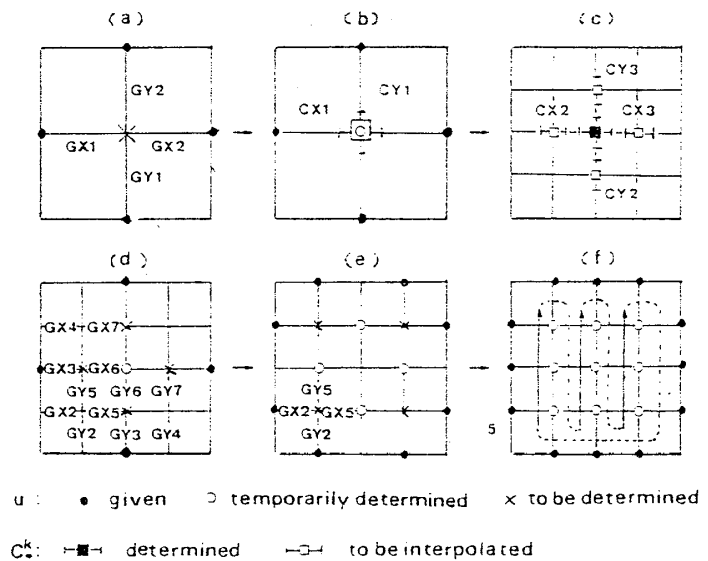 (a) (b) (c)
GY2
GX1 GX2
GY1
CY1
CX1
CY3
CX2 CX3
CY2
(d) (e) (f)
GX4 GX7
GX3 GX6
GY5 GY6 GY7
GX2 GX5
GY2 GY3 GY4
GY5
GX2 GX5
GY2
5
u : given temporarily determined to be determined
C*^k : determined to be interpolated